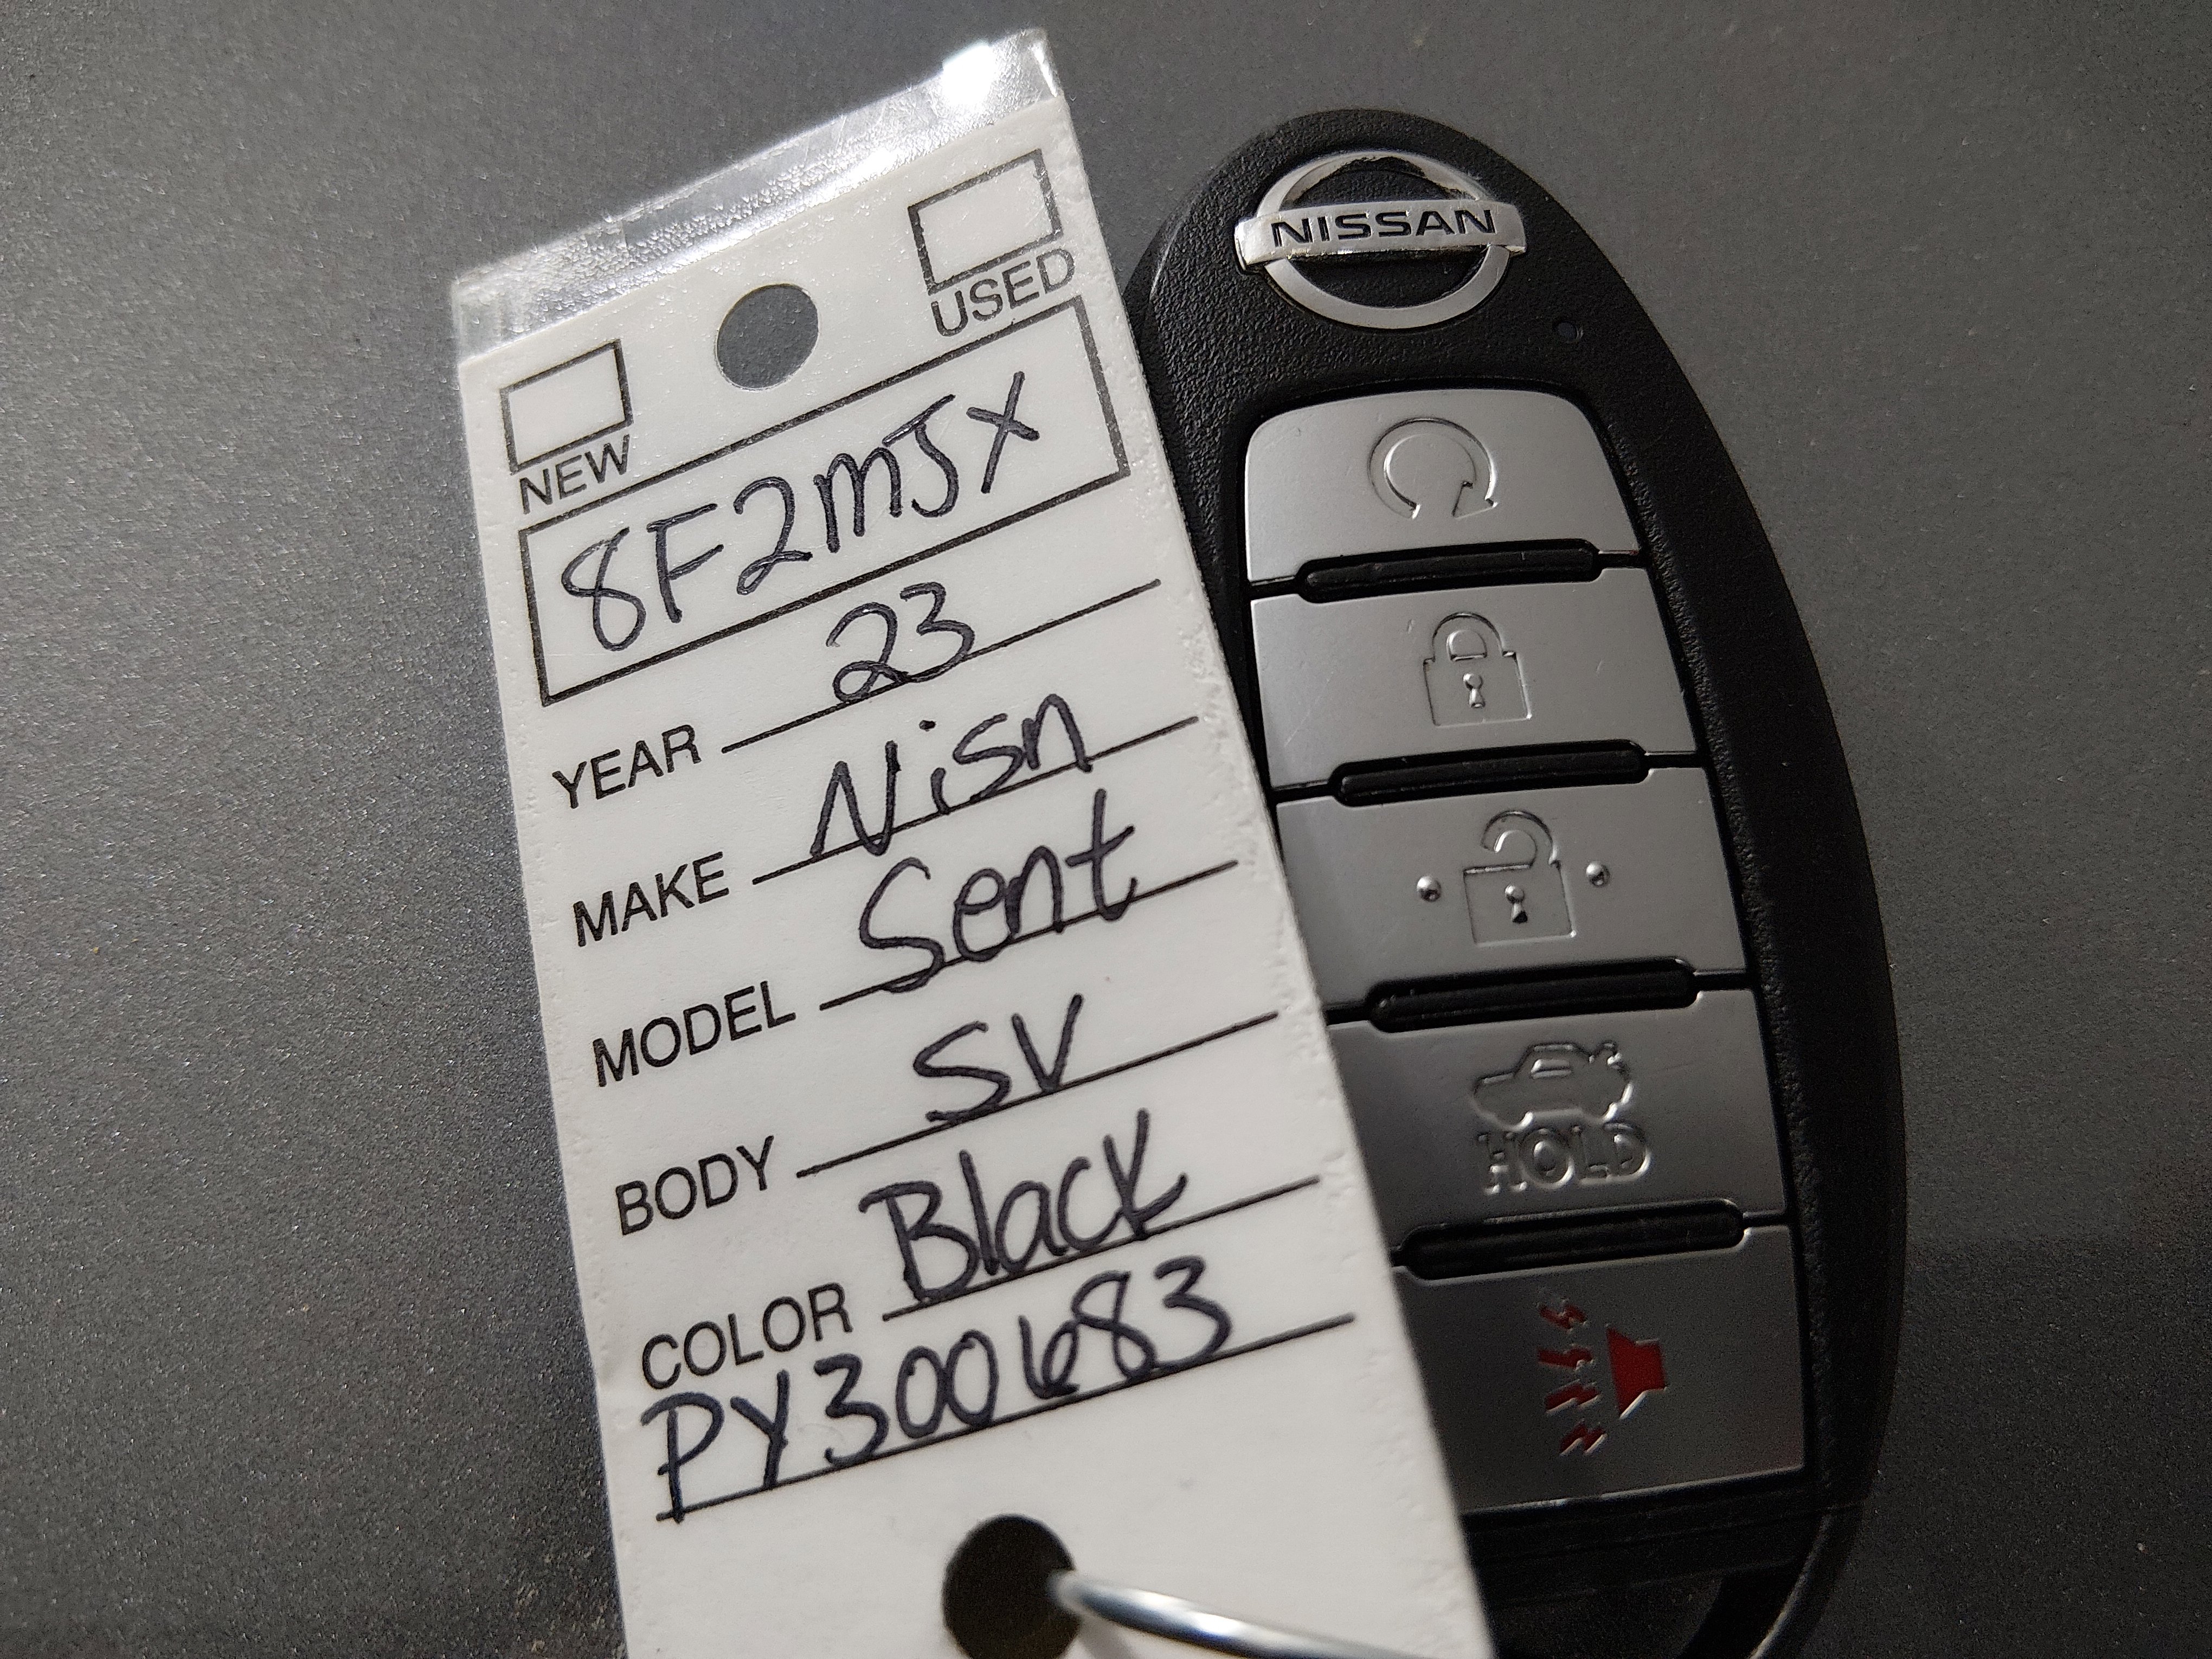 NEW USED
8F2mJX
YEAR 23
MAKE Nisn
MODEL Sent
BODY SV
COLOR Black
PY300683
NISSAN
HOLD